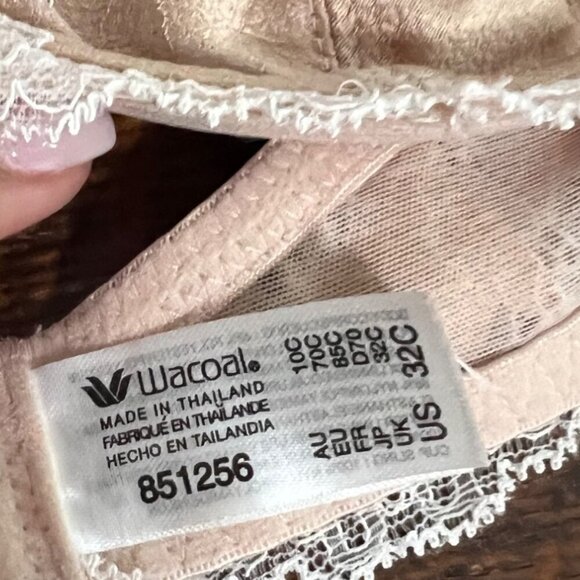 Wacoal®
MADE IN THAILAND
FABRIQUÉ EN THAÏLANDE
HECHO EN TAILANDIA
851256
AU 10C
EU 70C
FR 85C
JP D70
UK 32C
US 32C